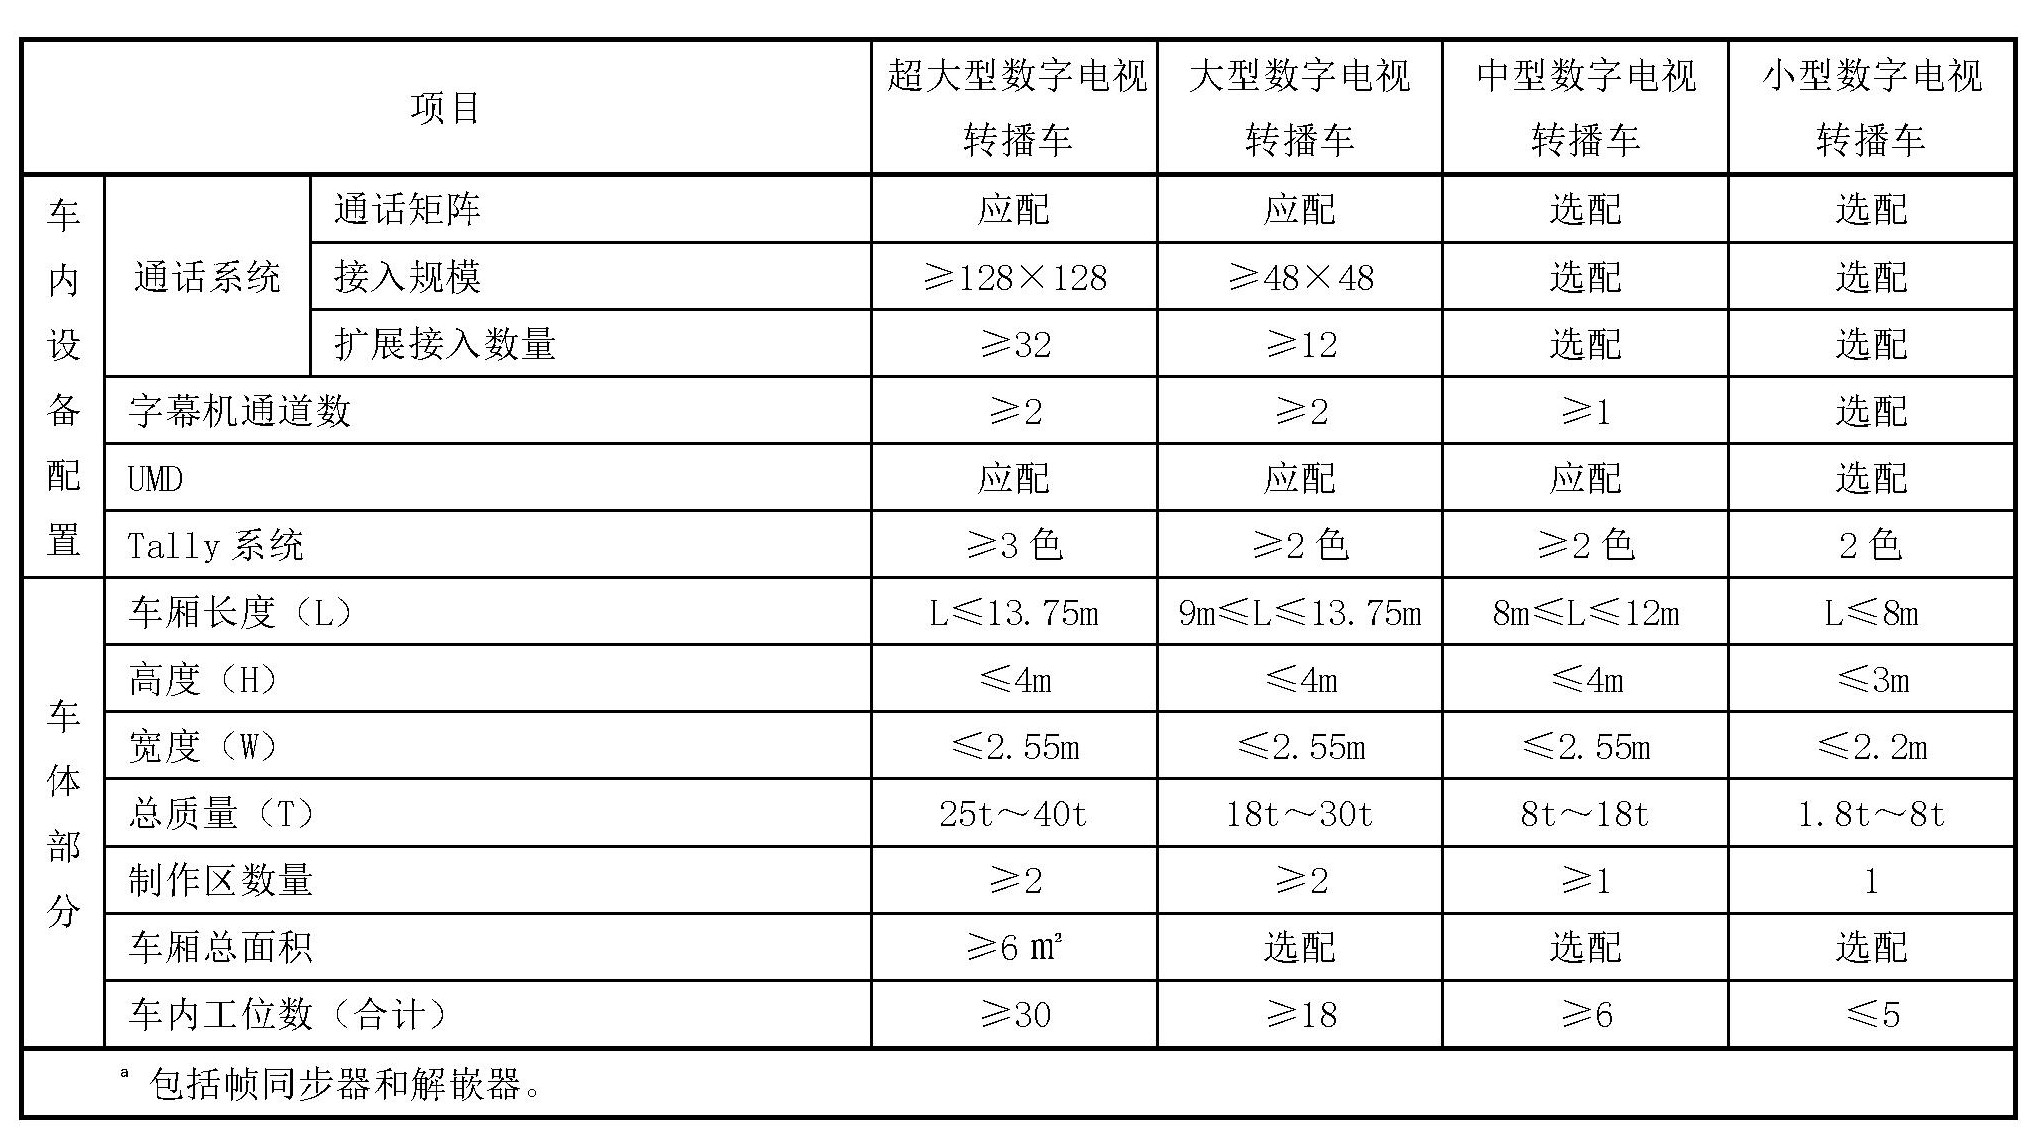 项目 超大型数字电视转播车 大型数字电视转播车 中型数字电视转播车 小型数字电视转播车
车内设备配置
通话系统 通话矩阵 应配 应配 选配 选配
接入规模 ≥128×128 ≥48×48 选配 选配
扩展接入数量 ≥32 ≥12 选配 选配
字幕机通道数 ≥2 ≥2 ≥1 选配
UMD 应配 应配 应配 选配
Tally系统 ≥3色 ≥2色 ≥2色 2色
车体部分
车厢长度（L） L≤13.75m 9m≤L≤13.75m 8m≤L≤12m L≤8m
高度（H） ≤4m ≤4m ≤4m ≤3m
宽度（W） ≤2.55m ≤2.55m ≤2.55m ≤2.2m
总质量（T） 25t～40t 18t～30t 8t～18t 1.8t～8t
制作区数量 ≥2 ≥2 ≥1 1
车厢总面积 ≥6㎡ 选配 选配 选配
车内工位数（合计） ≥30 ≥18 ≥6 ≤5
ᵃ 包括帧同步器和解嵌器。